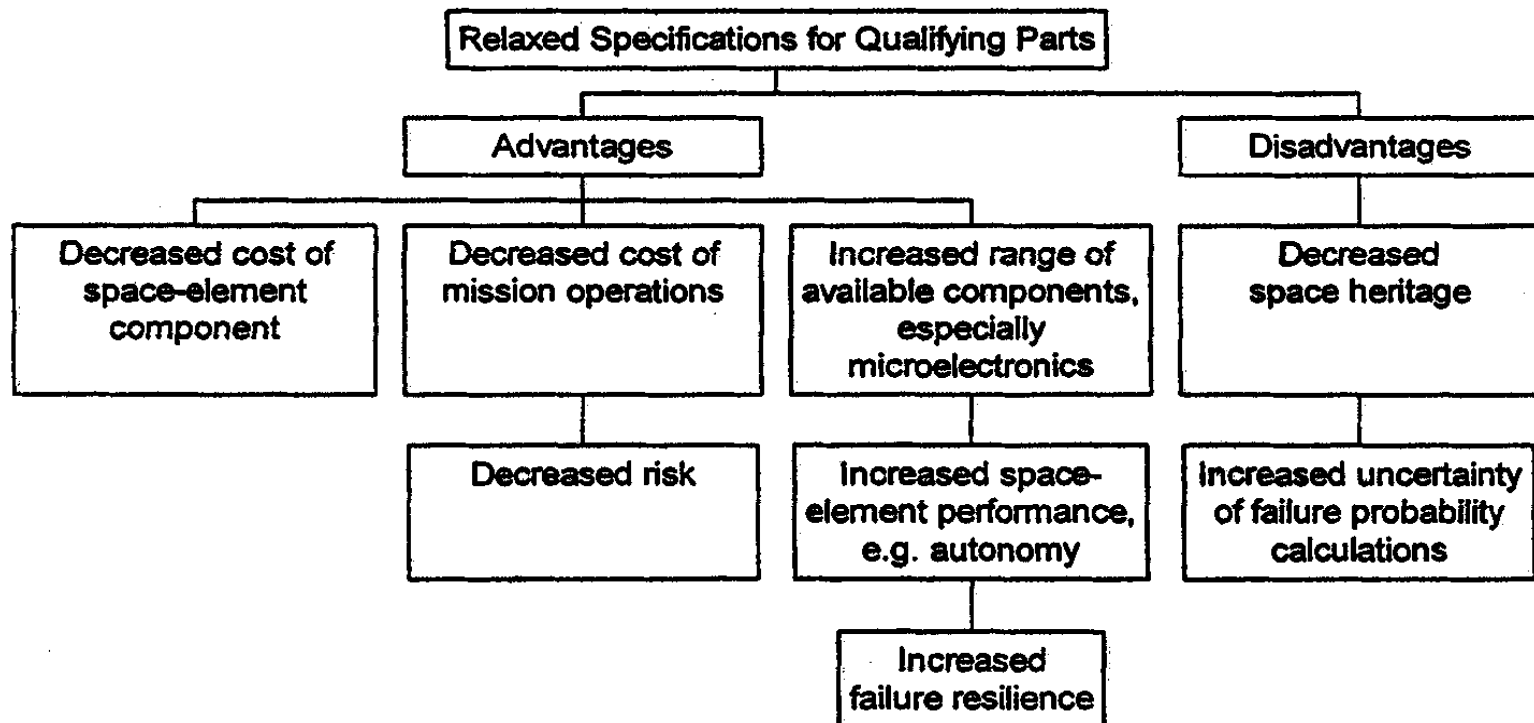 Relaxed Specifications for Qualifying Parts
Advantages
Disadvantages
Decreased cost of
space-element
component
Decreased cost of
mission operations
Increased range of
available components,
especially
microelectronics
Decreased
space heritage
Decreased risk
Increased space-
element performance,
e.g. autonomy
Increased uncertainty
of failure probability
calculations
Increased
failure resilience